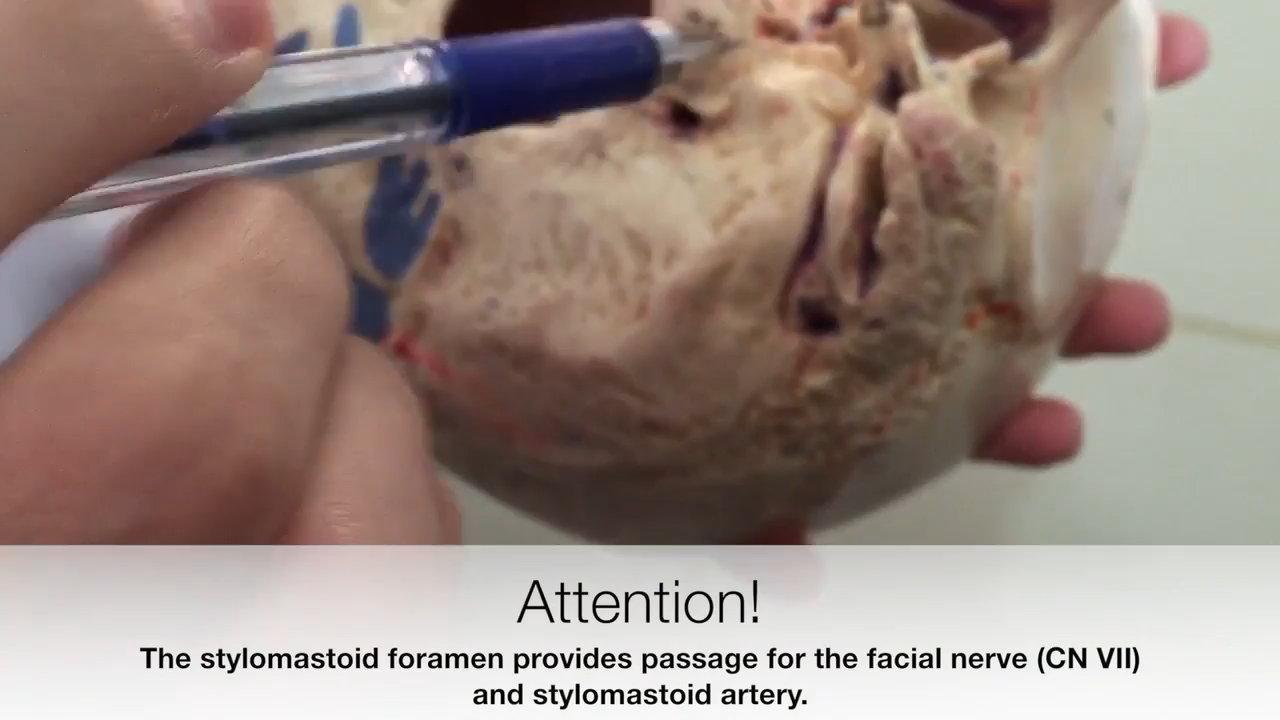 Attention!
The stylomastoid foramen provides passage for the facial nerve (CN VII)
and stylomastoid artery.